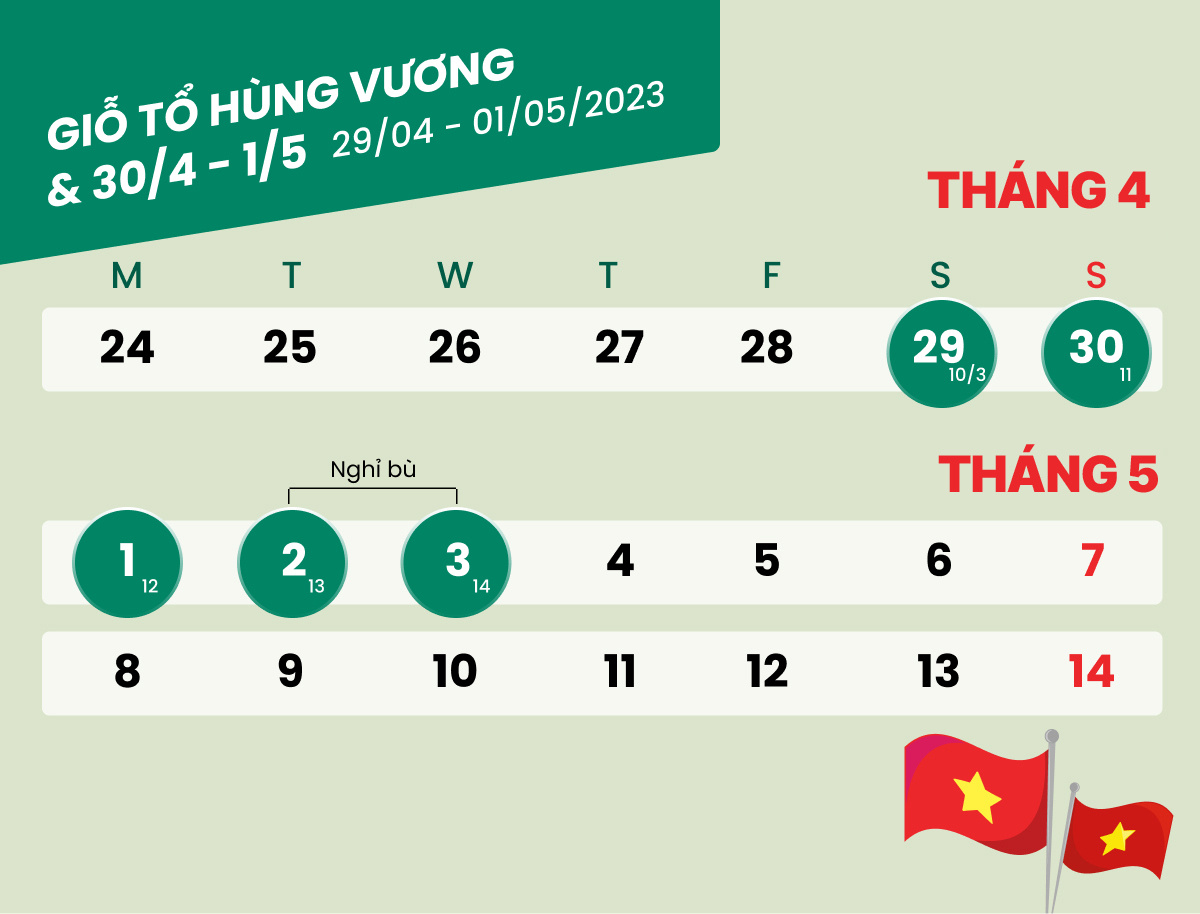 GIỖ TỔ HÙNG VƯƠNG
& 30/4 - 1/5 29/04 - 01/05/2023
THÁNG 4
M T W T F S S
24 25 26 27 28 29 10/3 30 11
THÁNG 5
Nghỉ bù
1 12 2 13 3 14 4 5 6 7
8 9 10 11 12 13 14